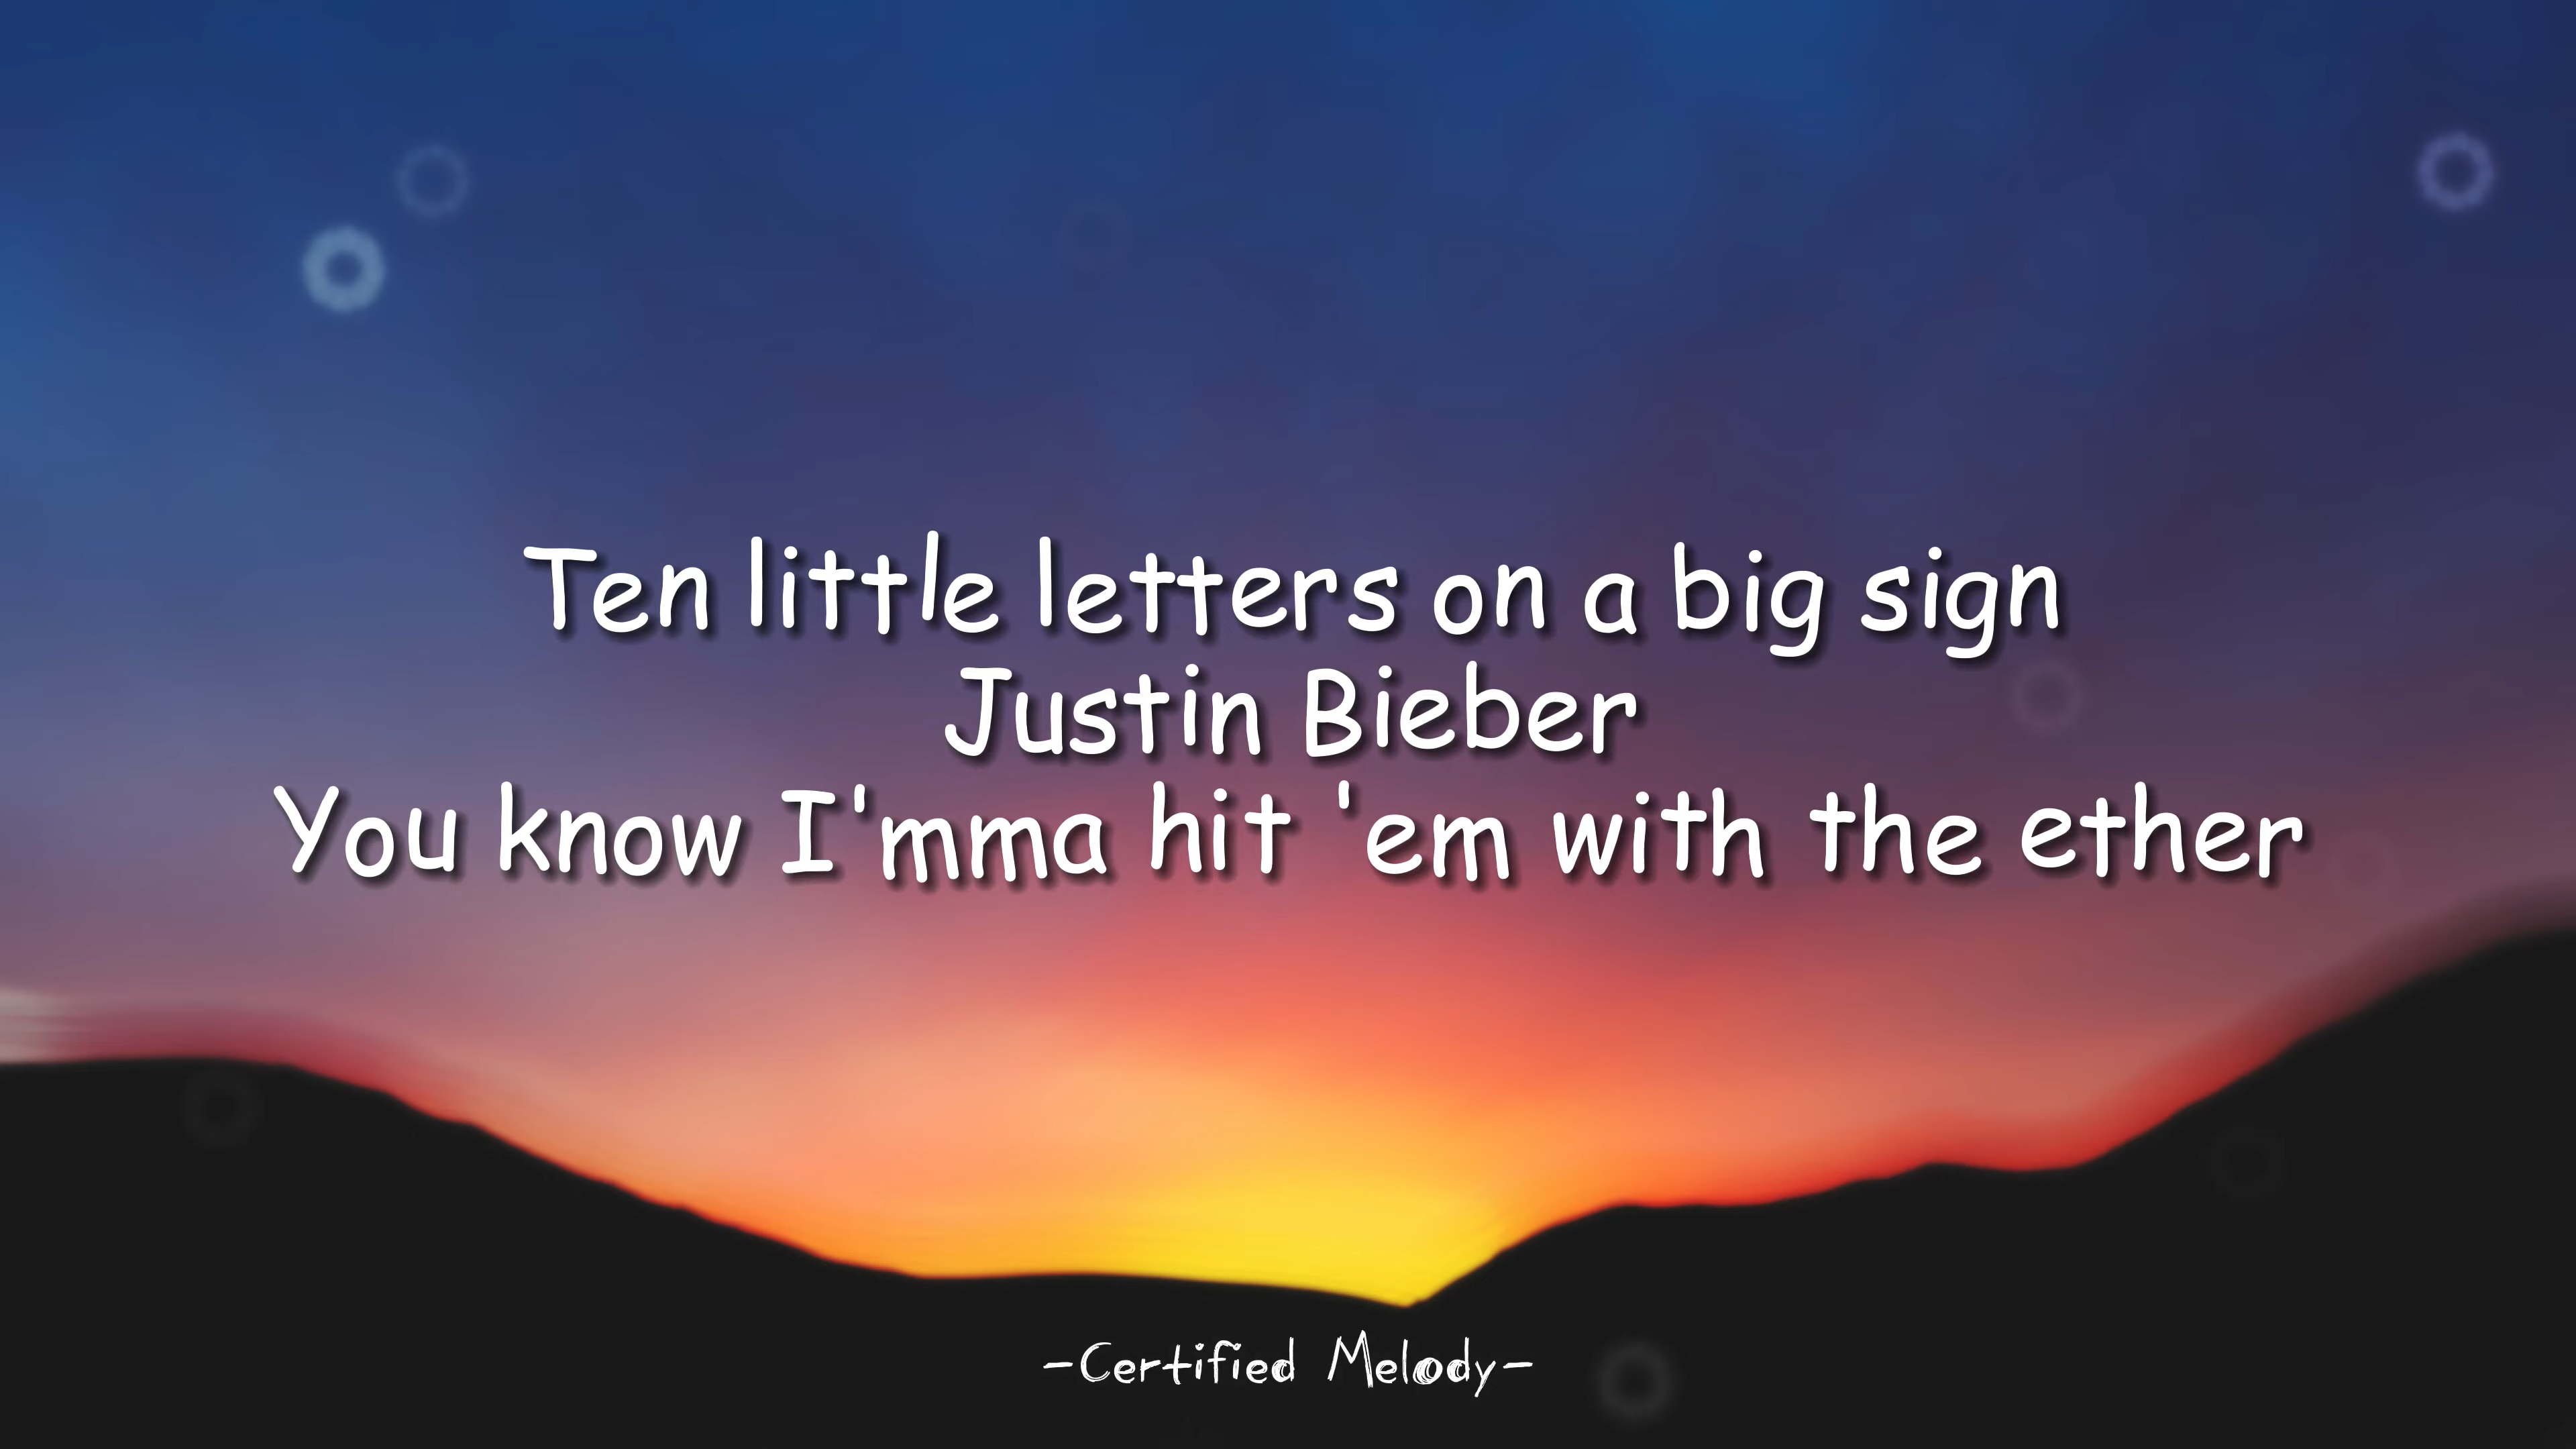 Ten little letters on a big sign
Justin Bieber
You know I'mma hit 'em with the ether
-Certified Melody-